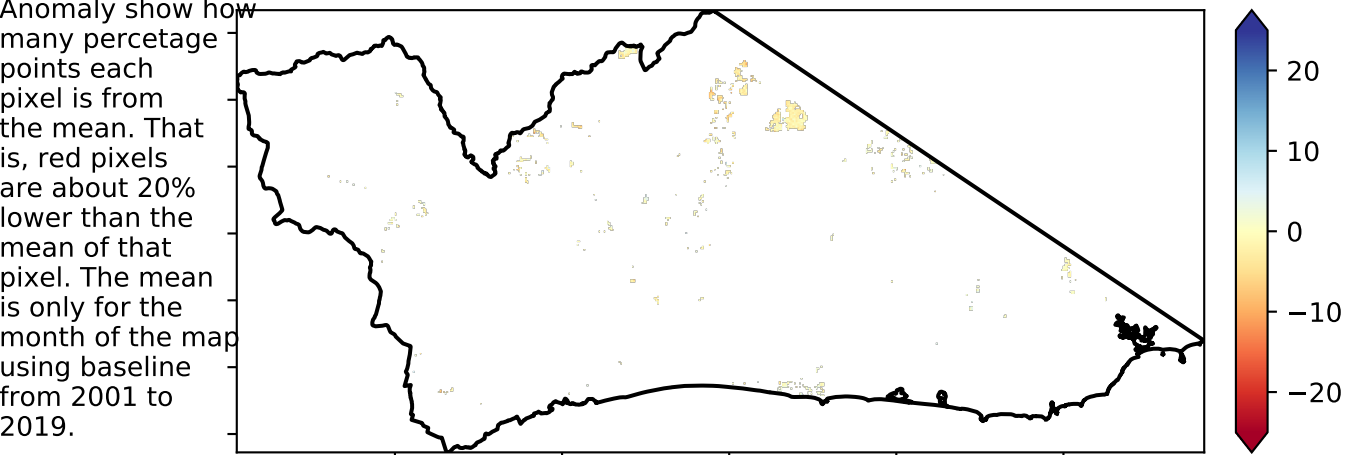 Anomaly show how
many percetage
points each
pixel is from
the mean. That
is, red pixels
are about 20%
lower than the
mean of that
pixel. The mean
is only for the
month of the map
using baseline
from 2001 to
2019.
20
10
0
−10
−20